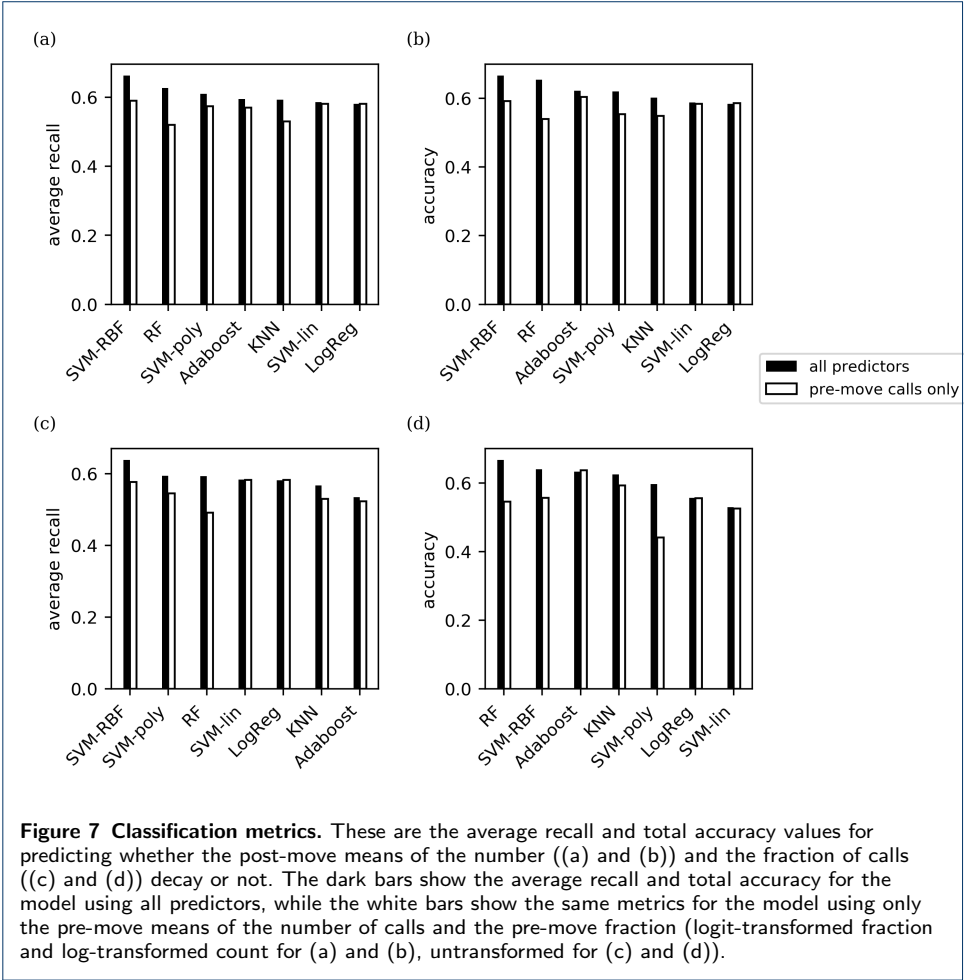 (a)
(b)
average recall
0.6
0.4
0.2
0.0
SVM-RBF
RF
SVM-poly
Adaboost
KNN
SVM-lin
LogReg
accuracy
0.6
0.4
0.2
0.0
SVM-RBF
RF
Adaboost
SVM-poly
KNN
SVM-lin
LogReg
all predictors
pre-move calls only
(c)
(d)
average recall
0.6
0.4
0.2
0.0
SVM-RBF
SVM-poly
RF
SVM-lin
LogReg
KNN
Adaboost
accuracy
0.6
0.4
0.2
0.0
RF
SVM-RBF
Adaboost
KNN
SVM-poly
LogReg
SVM-lin
Figure 7 Classification metrics. These are the average recall and total accuracy values for
predicting whether the post-move means of the number ((a) and (b)) and the fraction of calls
((c) and (d)) decay or not. The dark bars show the average recall and total accuracy for the
model using all predictors, while the white bars show the same metrics for the model using only
the pre-move means of the number of calls and the pre-move fraction (logit-transformed fraction
and log-transformed count for (a) and (b), untransformed for (c) and (d)).